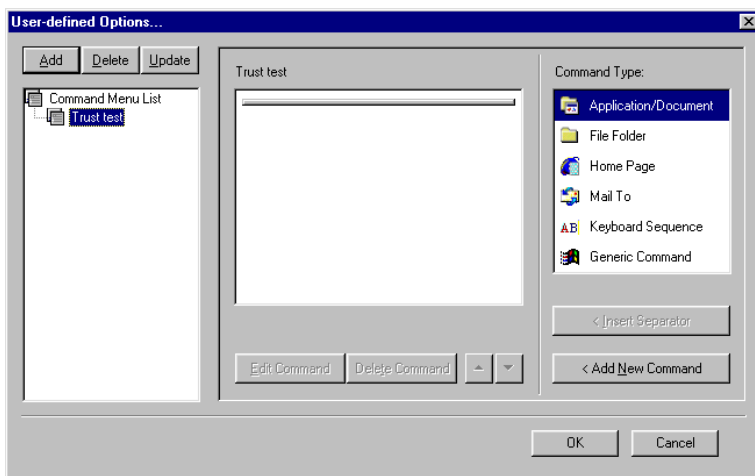 User-defined Options...
Add Delete Update
Command Menu List
Trust test
Trust test
Edit Command Delete Command
Command Type:
Application/Document
File Folder
Home Page
Mail To
AB Keyboard Sequence
Generic Command
< Insert Separator
< Add New Command
OK Cancel